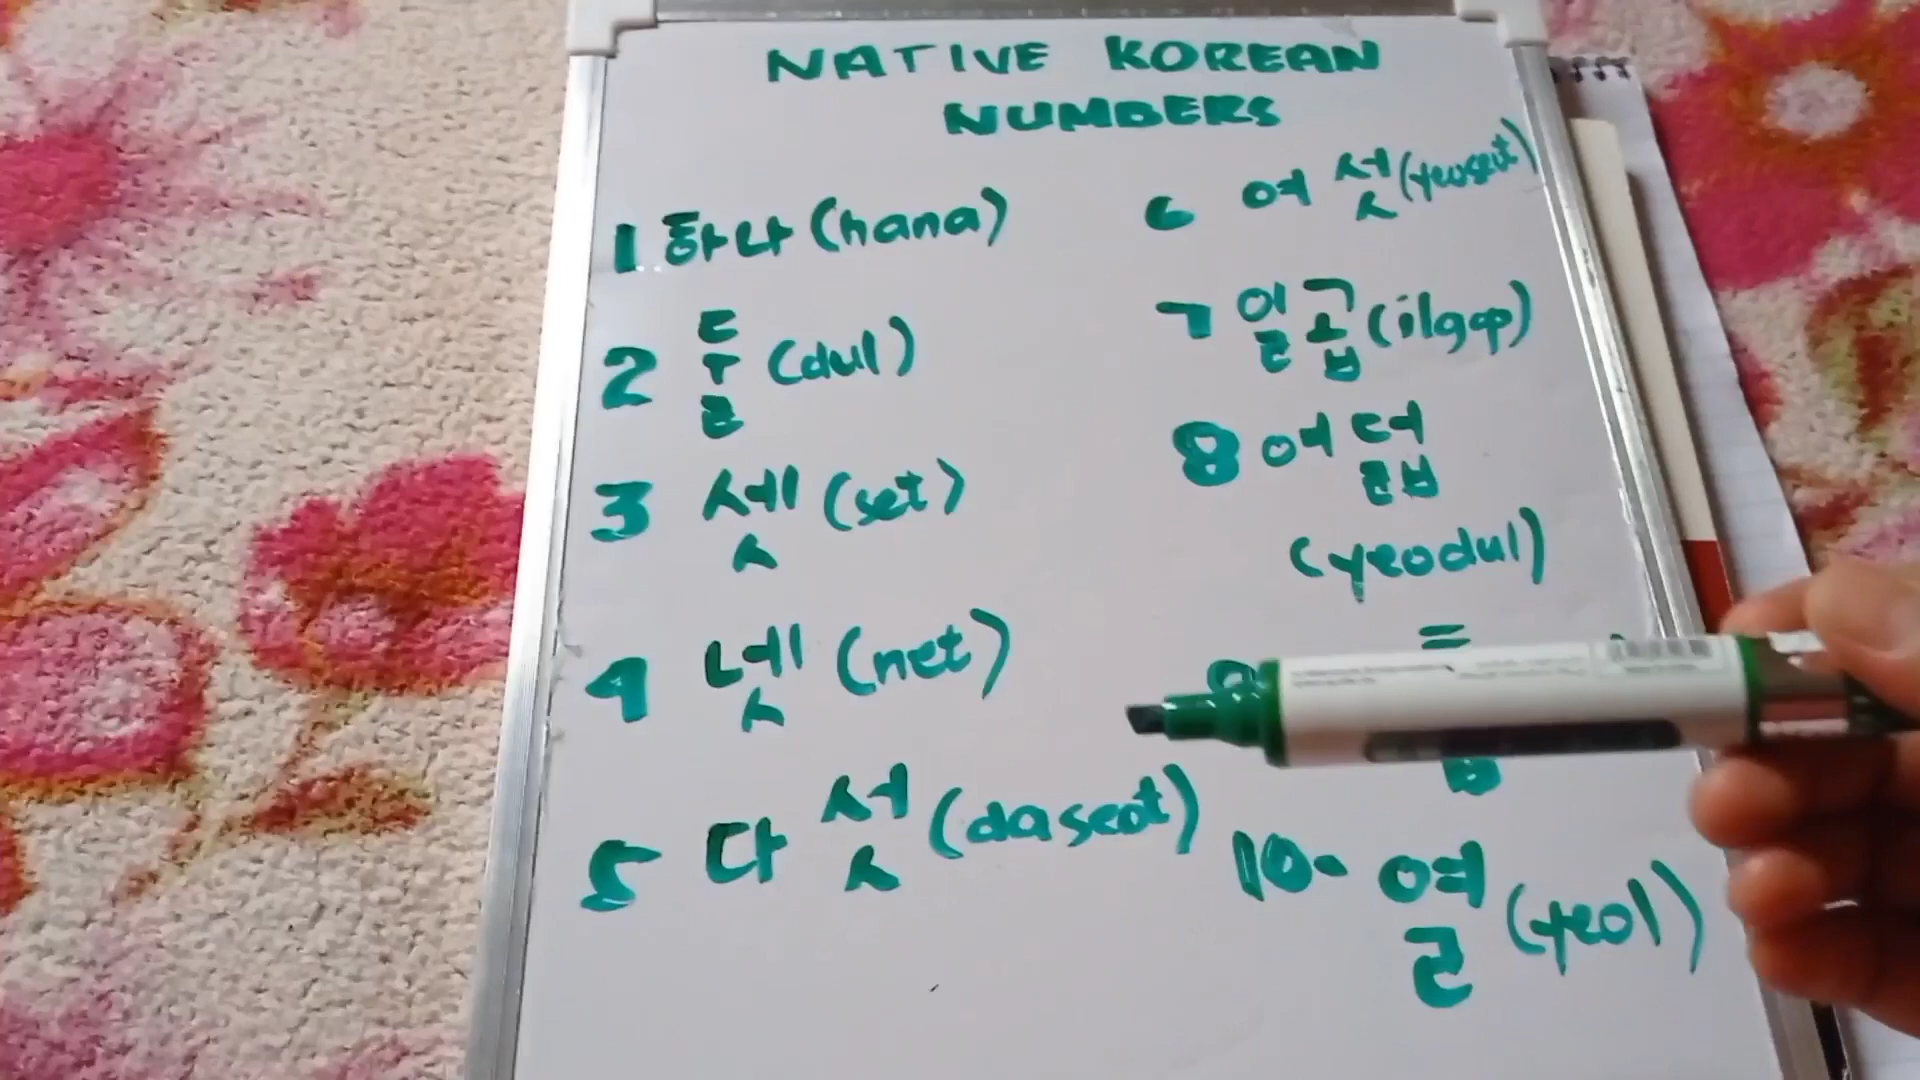 NATIVE KOREAN
NUMBERS
1 하나 (hana)
2 둘 (dul)
3 셋 (set)
4 넷 (net)
5 다섯 (daseot)
6 여섯 (yeoseot)
7 일곱 (ilgop)
8 여덟
(yeodul)
10. 열 (yeol)